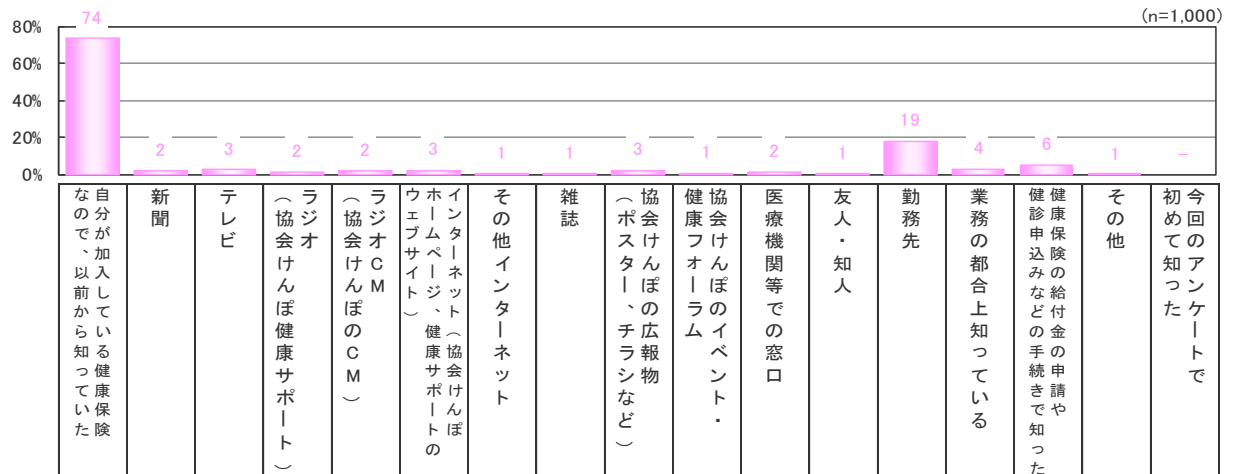 (n=1,000)
80%
60%
40%
20%
0%
74
2
3
2
2
3
1
1
3
1
2
1
19
4
6
1
－
自分が加入している健康保険
なので、以前から知っていた
新聞
テレビ
ラジオ
（協会けんぽ健康サポート）
ラジオCM
（協会けんぽのCM）
インターネット（協会けんぽ
ホームページ、健康サポートの
ウェブサイト）
その他インターネット
雑誌
協会けんぽの広報物
（ポスター、チラシなど）
協会けんぽのイベント・
健康フォーラム
医療機関等での窓口
友人・知人
勤務先
業務の都合上知っている
健康保険の給付金の申請や
健診申込みなどの手続きで知った
その他
今回のアンケートで
初めて知った